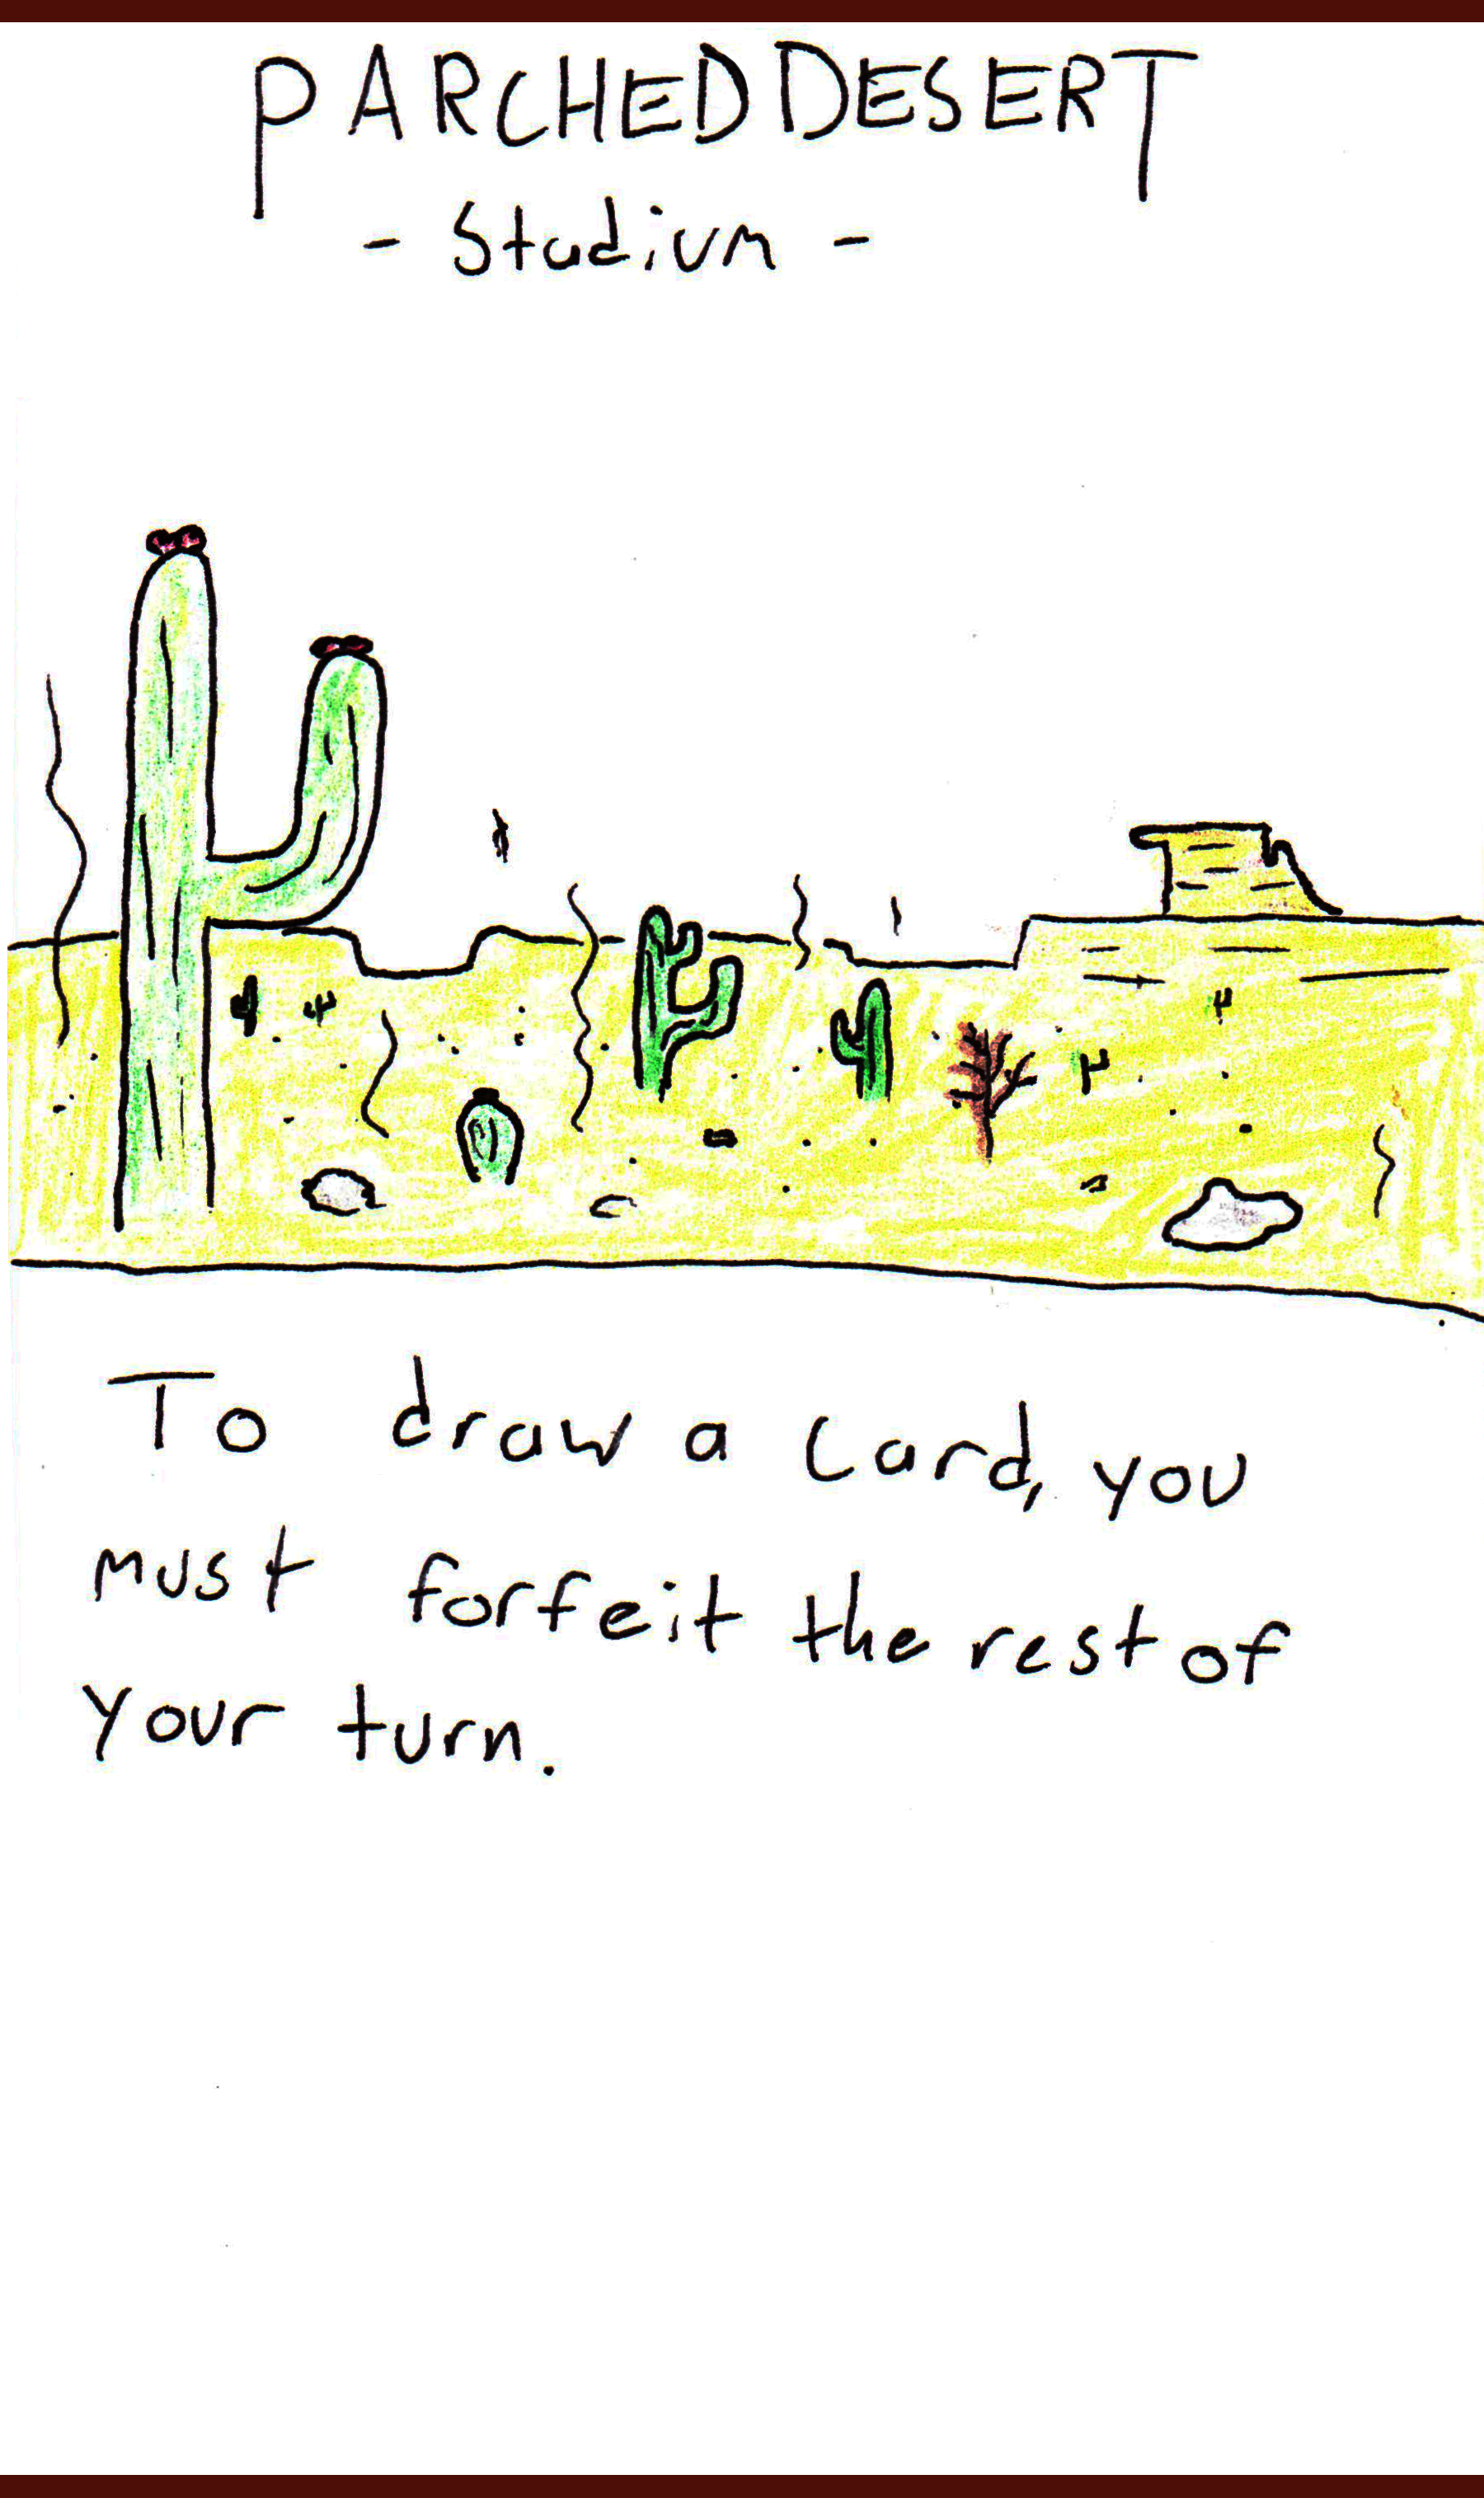 PARCHED DESERT
- Stadium -
To draw a card, you
must forfeit the rest of
your turn.